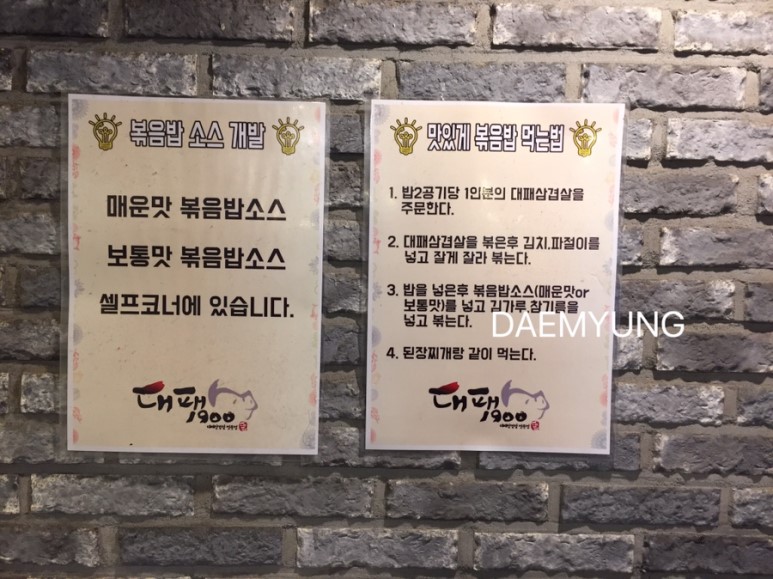 볶음밥 소스 개발
매운맛 볶음밥소스
보통맛 볶음밥소스
셀프코너에 있습니다.
대패1900
맛있게 볶음밥 먹는법
1. 밥2공기당 1인분의 대패삼겹살을
주문한다.
2. 대패삼겹살을 볶은후 김치.파절이를
넣고 잘게 잘라 볶는다.
3. 밥을 넣은후 볶음밥소스(매운맛or
보통맛)를 넣고 김가루,참기름을
넣고 볶는다.
DAEMYUNG
4. 된장찌개랑 같이 먹는다.
대패1900